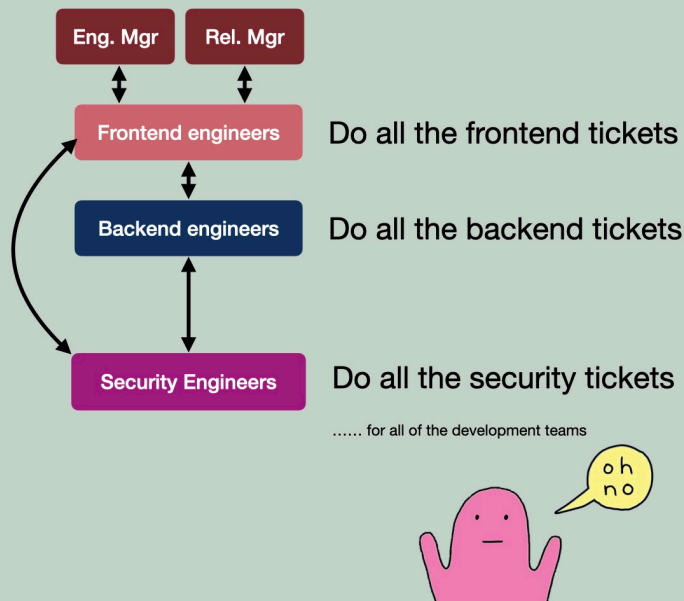 Eng. Mgr
Rel. Mgr
Frontend engineers
Do all the frontend tickets
Backend engineers
Do all the backend tickets
Security Engineers
Do all the security tickets
...... for all of the development teams
oh
no